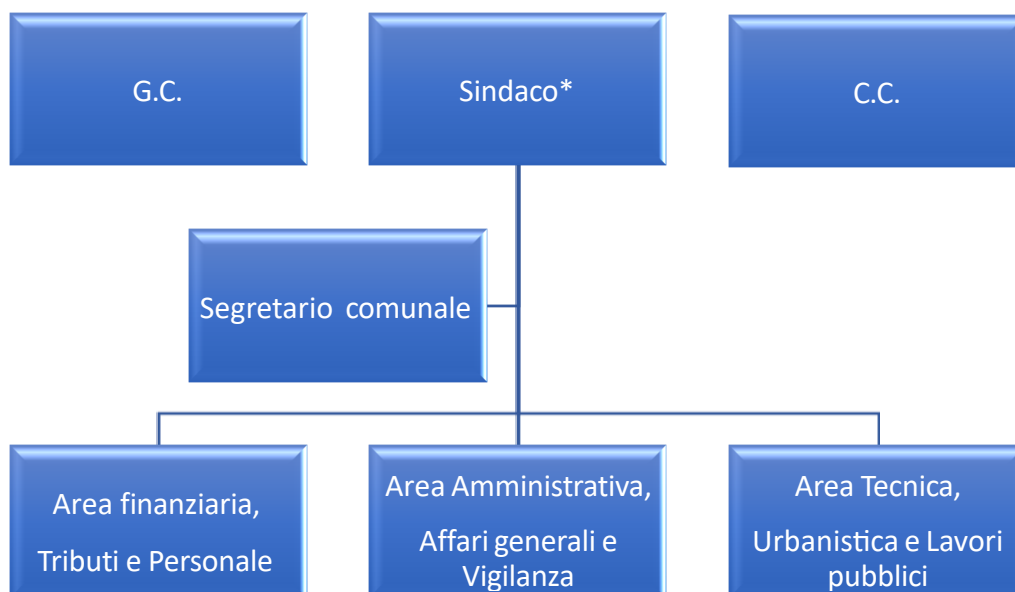 G.C.
Sindaco*
C.C.
Segretario comunale
Area finanziaria,
Tributi e Personale
Area Amministrativa,
Affari generali e
Vigilanza
Area Tecnica,
Urbanistica e Lavori
pubblici